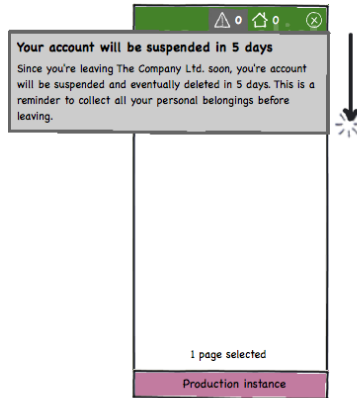 0 0
Your account will be suspended in 5 days
Since you're leaving The Company Ltd. soon, you're account
will be suspended and eventually deleted in 5 days. This is a
reminder to collect all your personal belongings before
leaving.
1 page selected
Production instance